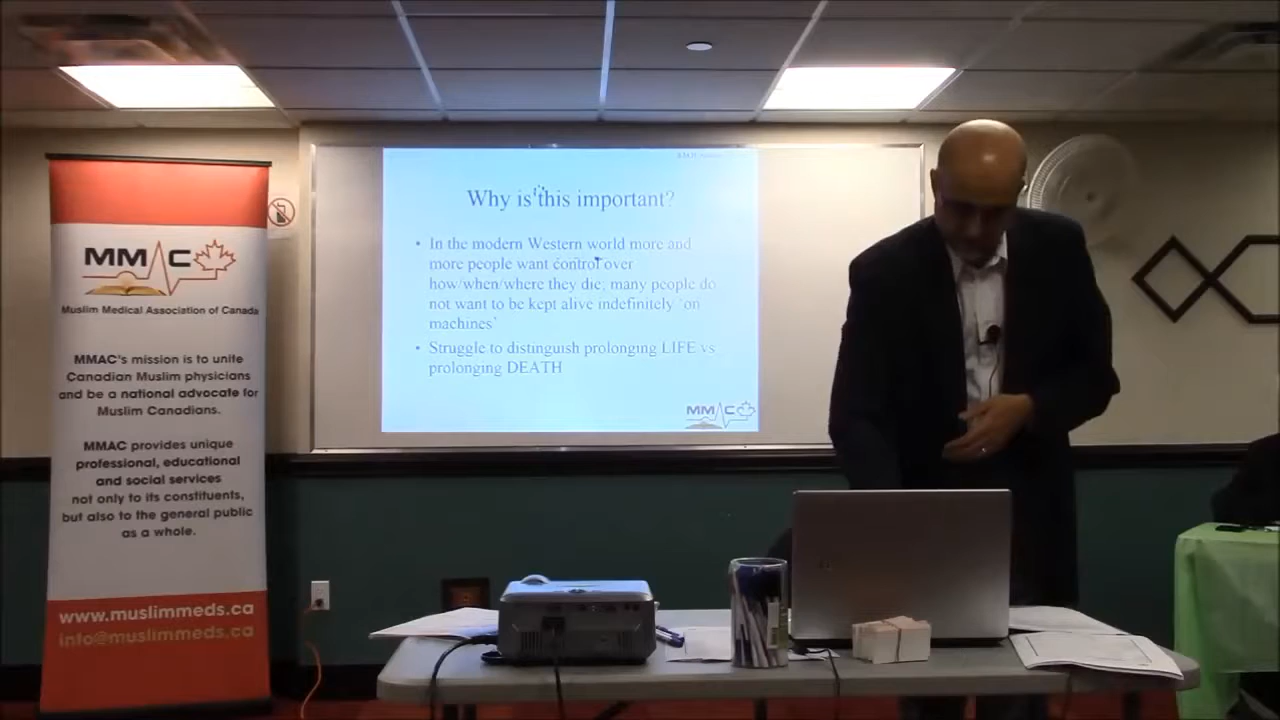 MMAC
Muslim Medical Association of Canada
MMAC's mission is to unite
Canadian Muslim physicians
and be a national advocate for
Muslim Canadians.
MMAC provides unique
professional, educational
and social services
not only to its constituents,
but also to the general public
as a whole.
www.muslimmeds.ca
info@muslimmeds.ca
Why is this important?
• In the modern Western world more and
more people want control over
how/when/where they die; many people do
not want to be kept alive indefinitely 'on
machines'
• Struggle to distinguish prolonging LIFE vs
prolonging DEATH
MMAC